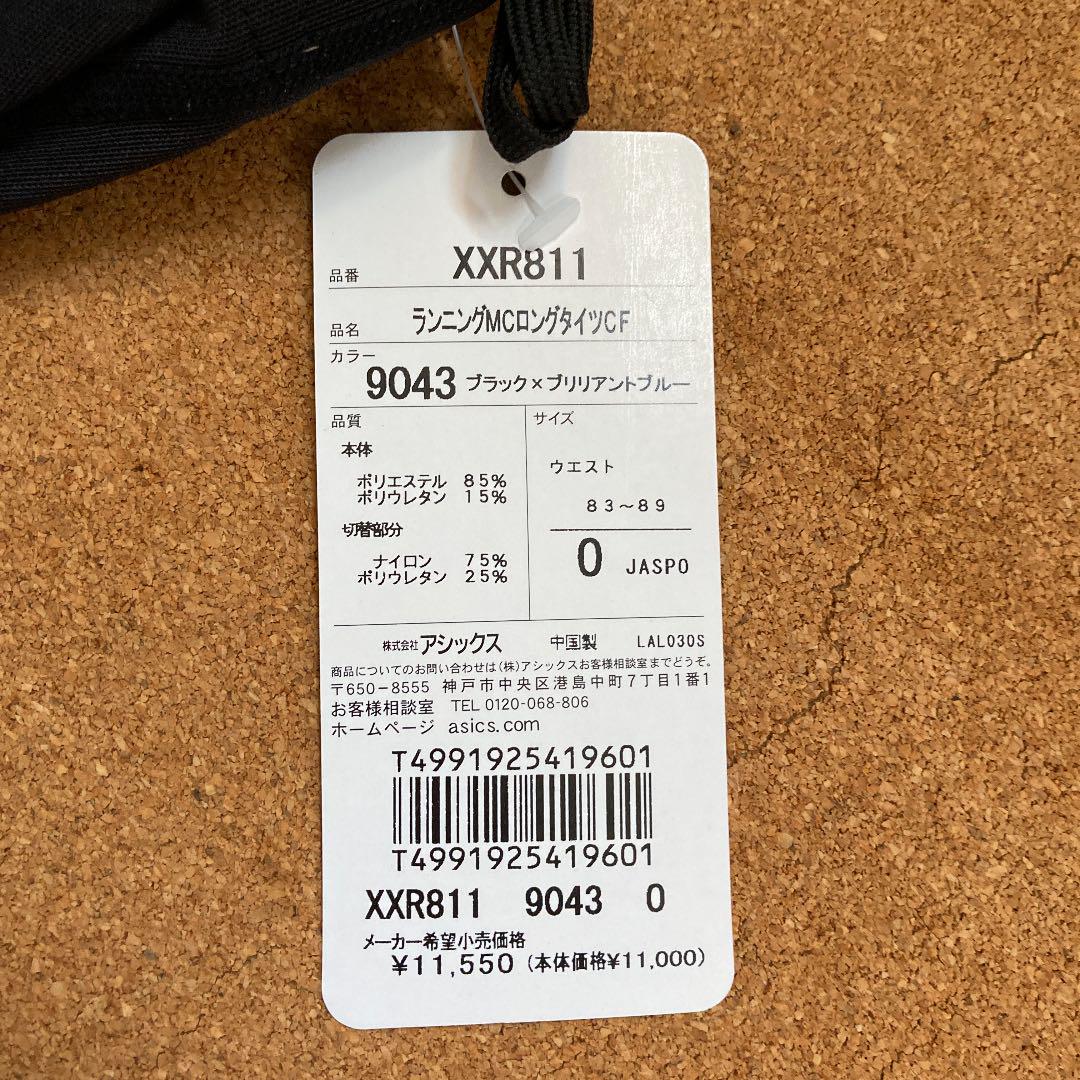 品番 XXR811
品名 ランニングMCロングタイツCF
カラー
9043 ブラック×ブリリアントブルー
品質
本体
ポリエステル 85%
ポリウレタン 15%
切替部分
ナイロン 75%
ポリウレタン 25%
サイズ
ウエスト
83~89
0 JASPO
株式会社アシックス 中国製 LAL030S
商品についてのお問い合わせは(株)アシックスお客様相談室までどうぞ。
〒650-8555 神戸市中央区港島中町7丁目1番1
お客様相談室 TEL 0120-068-806
ホームページ asics.com
T4991925419601
T4991925419601
XXR811 9043 0
メーカー希望小売価格
¥11,550 (本体価格¥11,000)